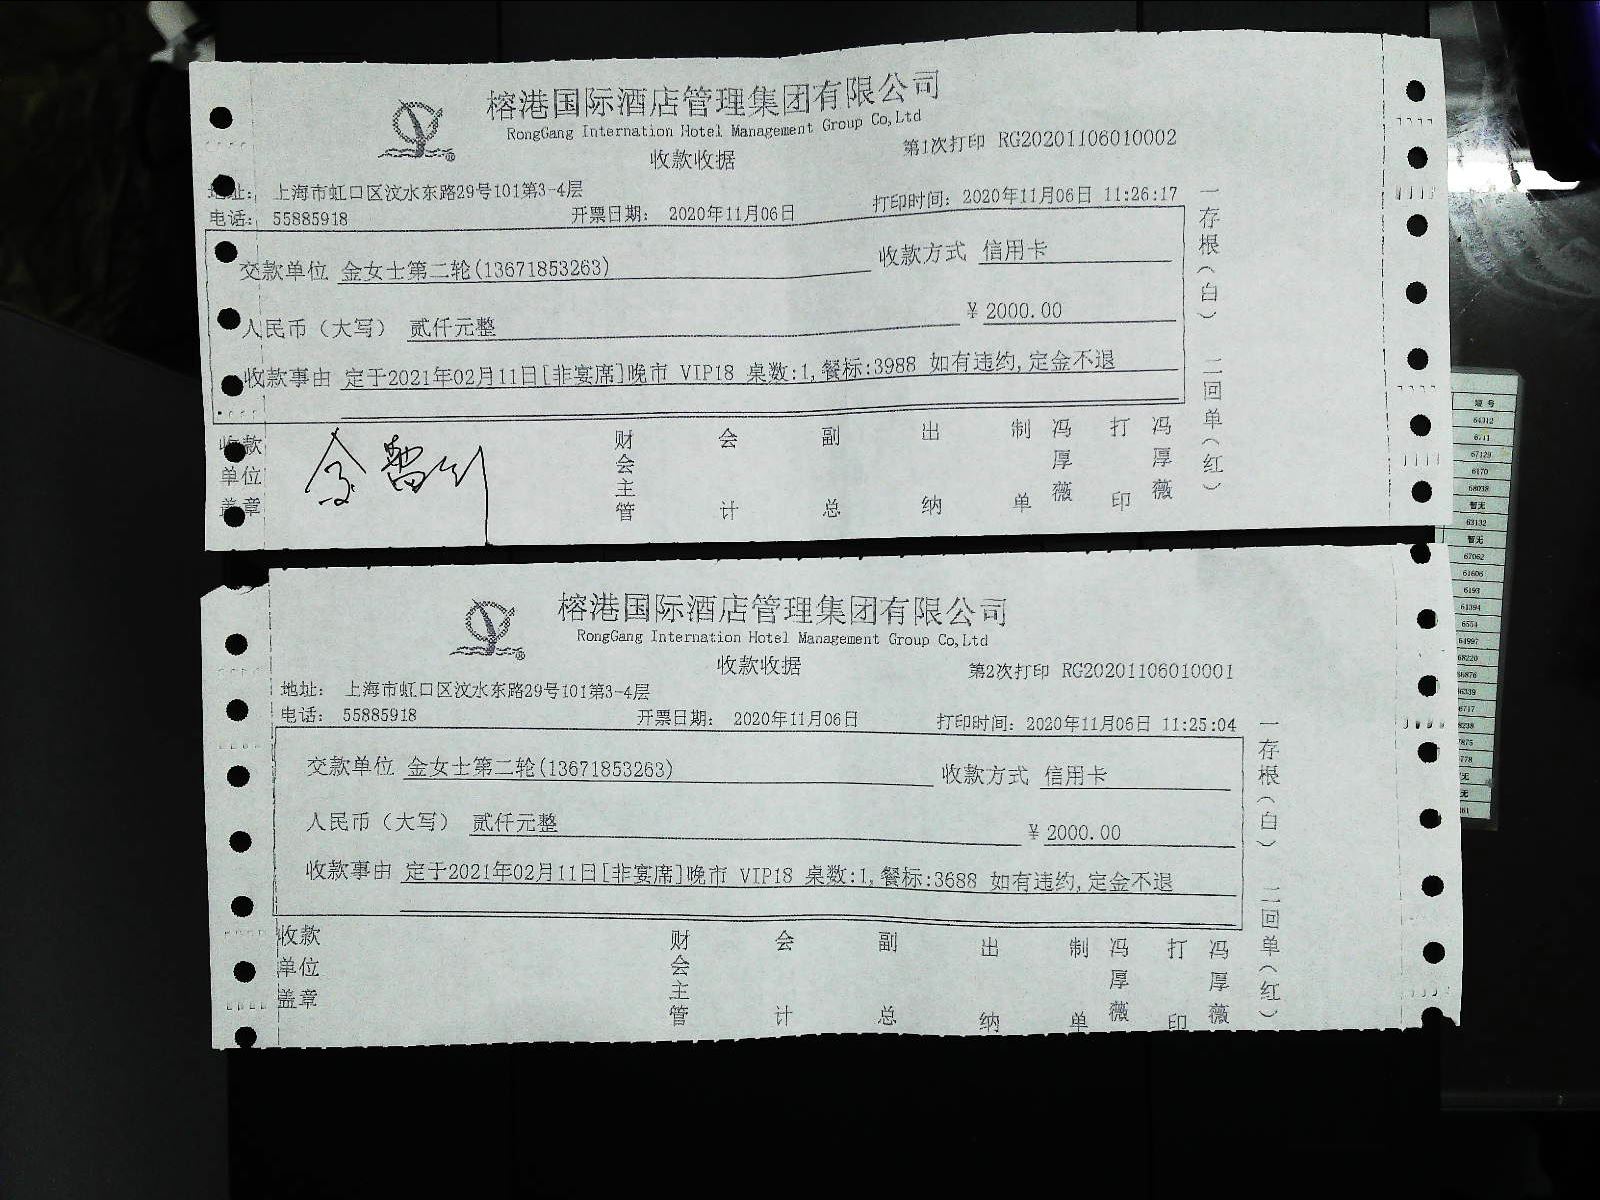 榕港国际酒店管理集团有限公司
RongGang Internation Hotel Management Group Co,Ltd
收款收据
第1次打印 RG20201106010002
地址: 上海市虹口区汶水东路29号101第3-4层
电话: 55885918 开票日期: 2020年11月06日 打印时间: 2020年11月06日 11:26:17
交款单位 金女士第二轮(13671853263) 收款方式 信用卡
人民币（大写） 贰仟元整 ¥ 2000.00
收款事由 定于2021年02月11日[非宴席]晚市 VIP18 桌数:1,餐标:3988 如有违约,定金不退
收款单位盖章 财会主管 会计 副总 出纳 制单 冯厚薇 打印 冯厚薇
一存根（白） 二回单（红）
榕港国际酒店管理集团有限公司
RongGang Internation Hotel Management Group Co,Ltd
收款收据
第2次打印 RG20201106010001
地址: 上海市虹口区汶水东路29号101第3-4层
电话: 55885918 开票日期: 2020年11月06日 打印时间: 2020年11月06日 11:25:04
交款单位 金女士第二轮(13671853263) 收款方式 信用卡
人民币（大写） 贰仟元整 ¥ 2000.00
收款事由 定于2021年02月11日[非宴席]晚市 VIP18 桌数:1,餐标:3688 如有违约,定金不退
收款单位盖章 财会主管 会计 副总 出纳 制单 冯厚薇 打印 冯厚薇
一存根（白） 二回单（红）
64312
67129
6170
68038
暂无
63132
暂无
67062
61606
6193
61394
6554
68220